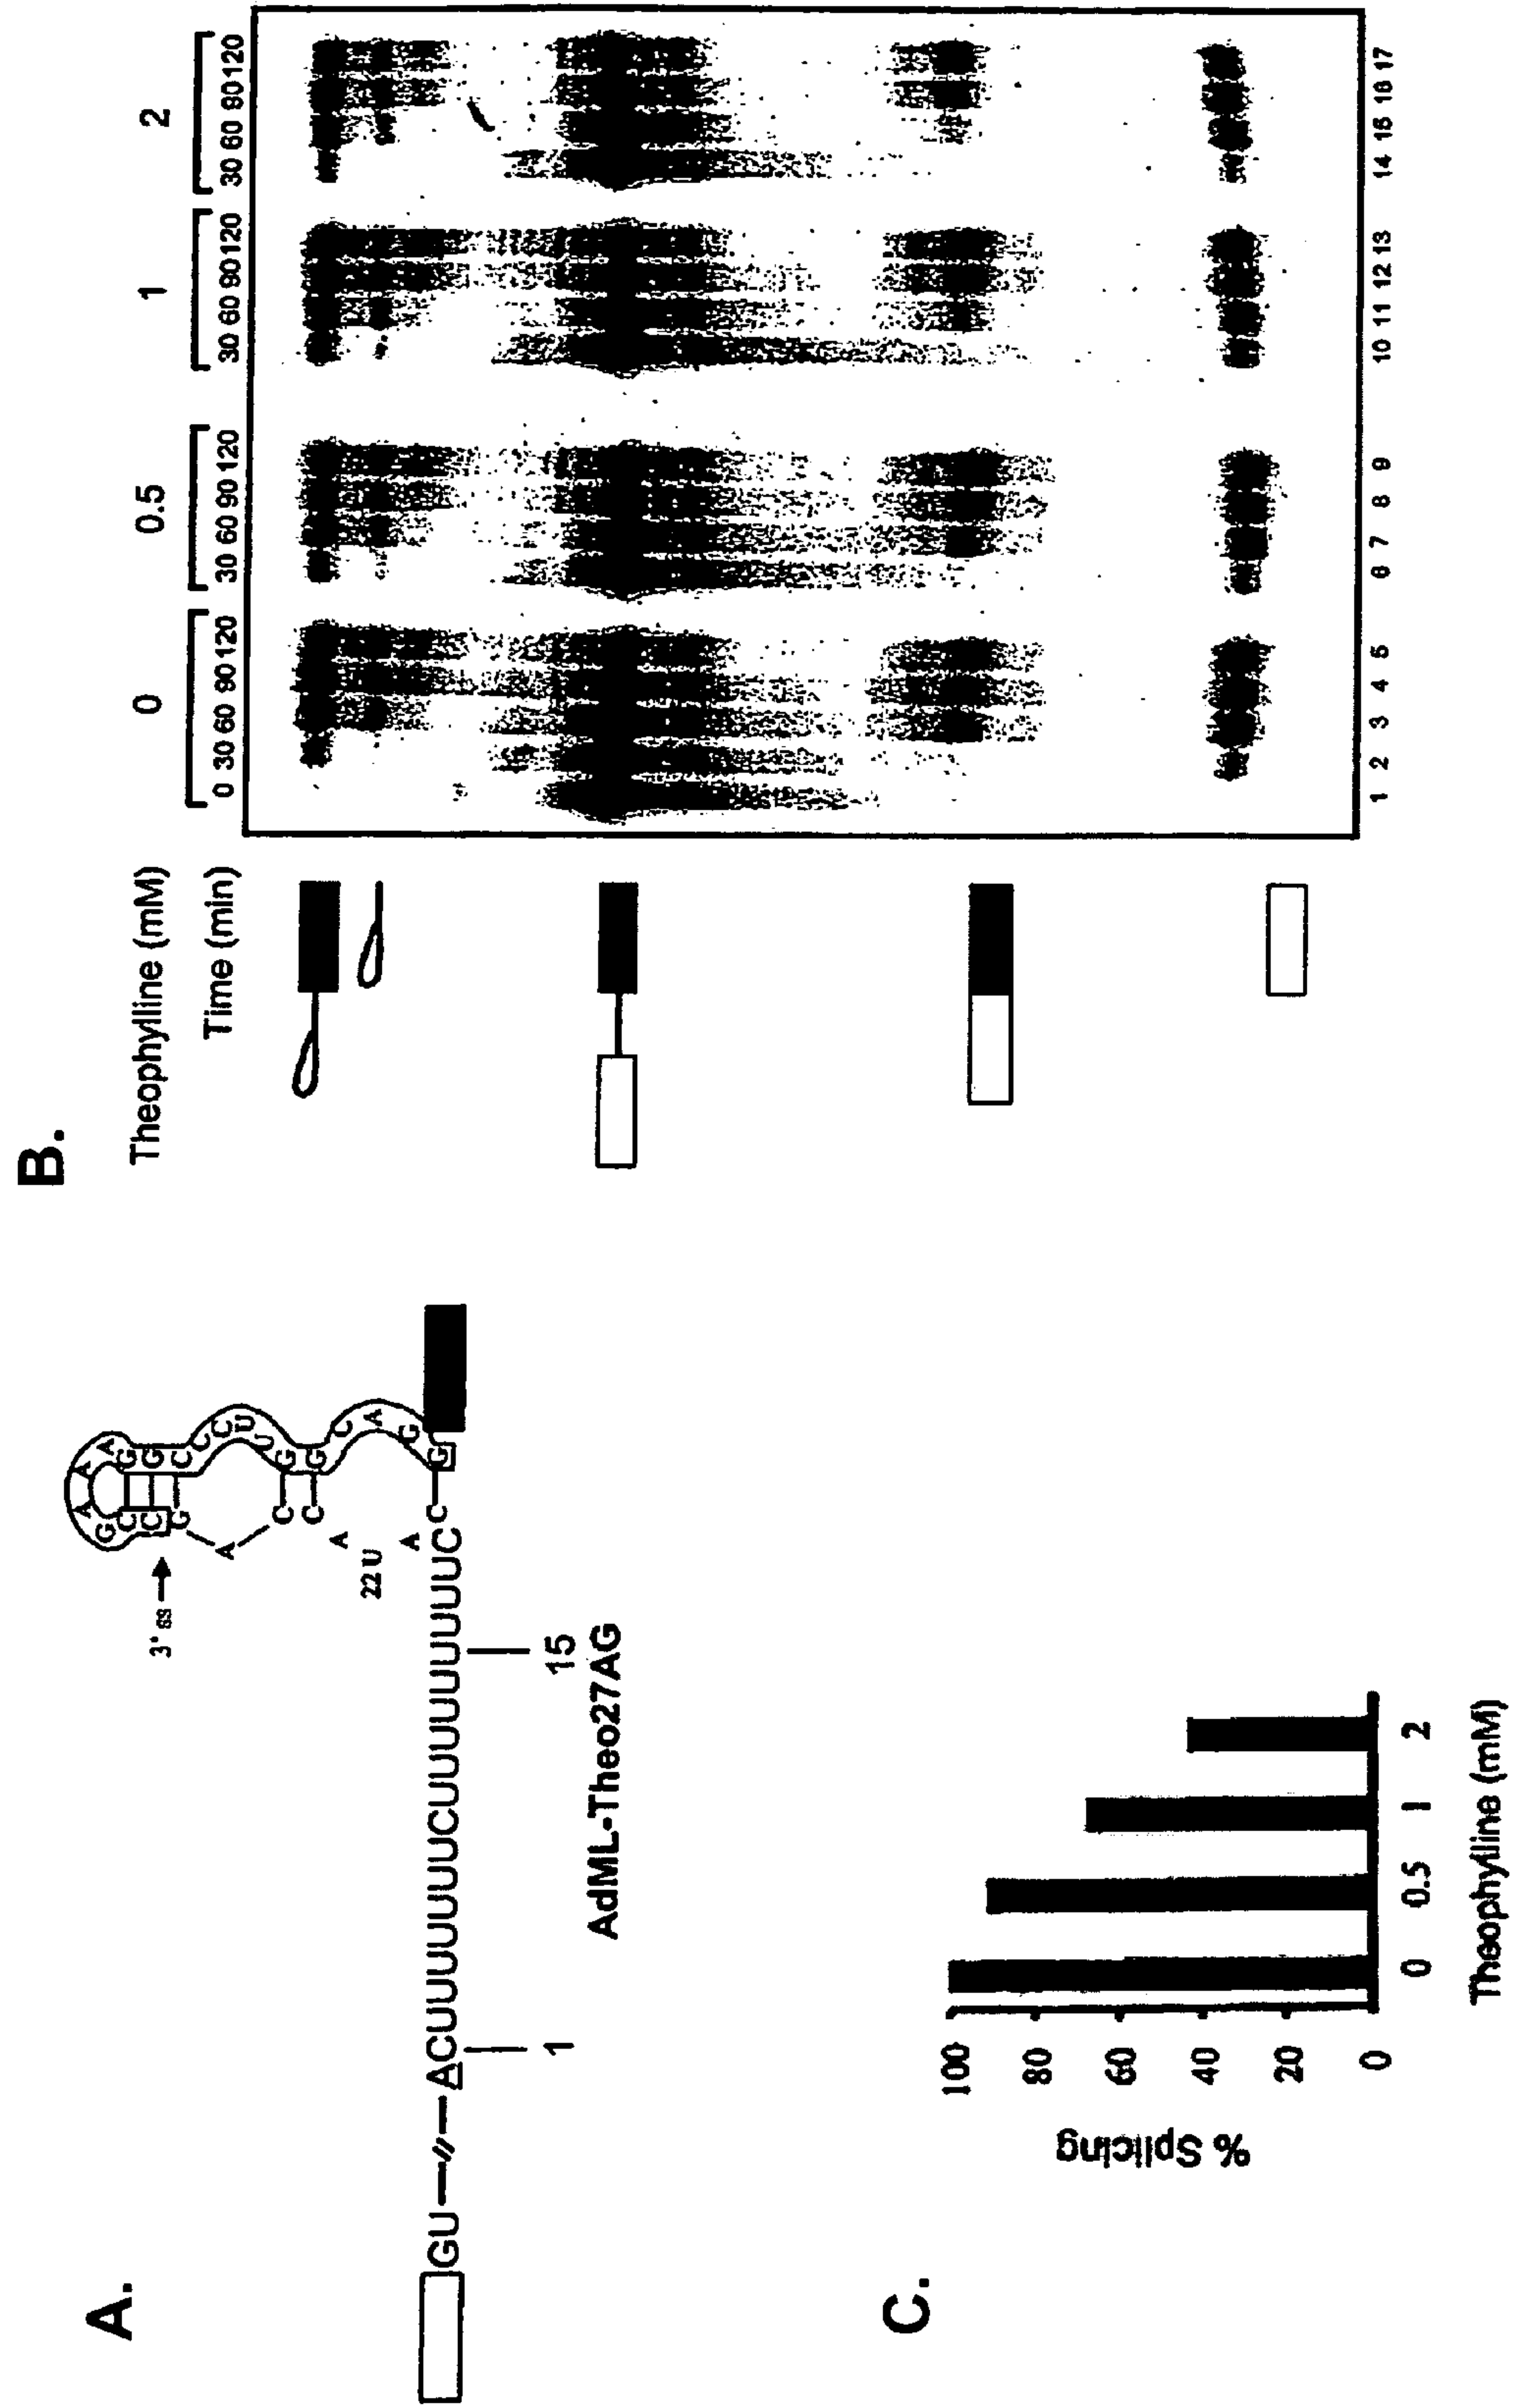 A.
GU
ACUUUUUUUUUCUUUUUUUUUC
1
15
22 U
3' ss
A
A
C
C
C
A
G
C
C
G
A
A
A
G
G
C
C
C
U
U
G
G
C
A
G
G
AdML-Theo27AG
B.
Theophylline (mM) 0 0.5 1 2
Time (min) 0 30 60 90 120 30 60 90 120 30 60 90 120 30 60 90 120
1 2 3 4 5 6 7 8 9 10 11 12 13 14 15 16 17
C.
% Splicing
100
80
60
40
20
0
0 0.5 1 2
Theophylline (mM)